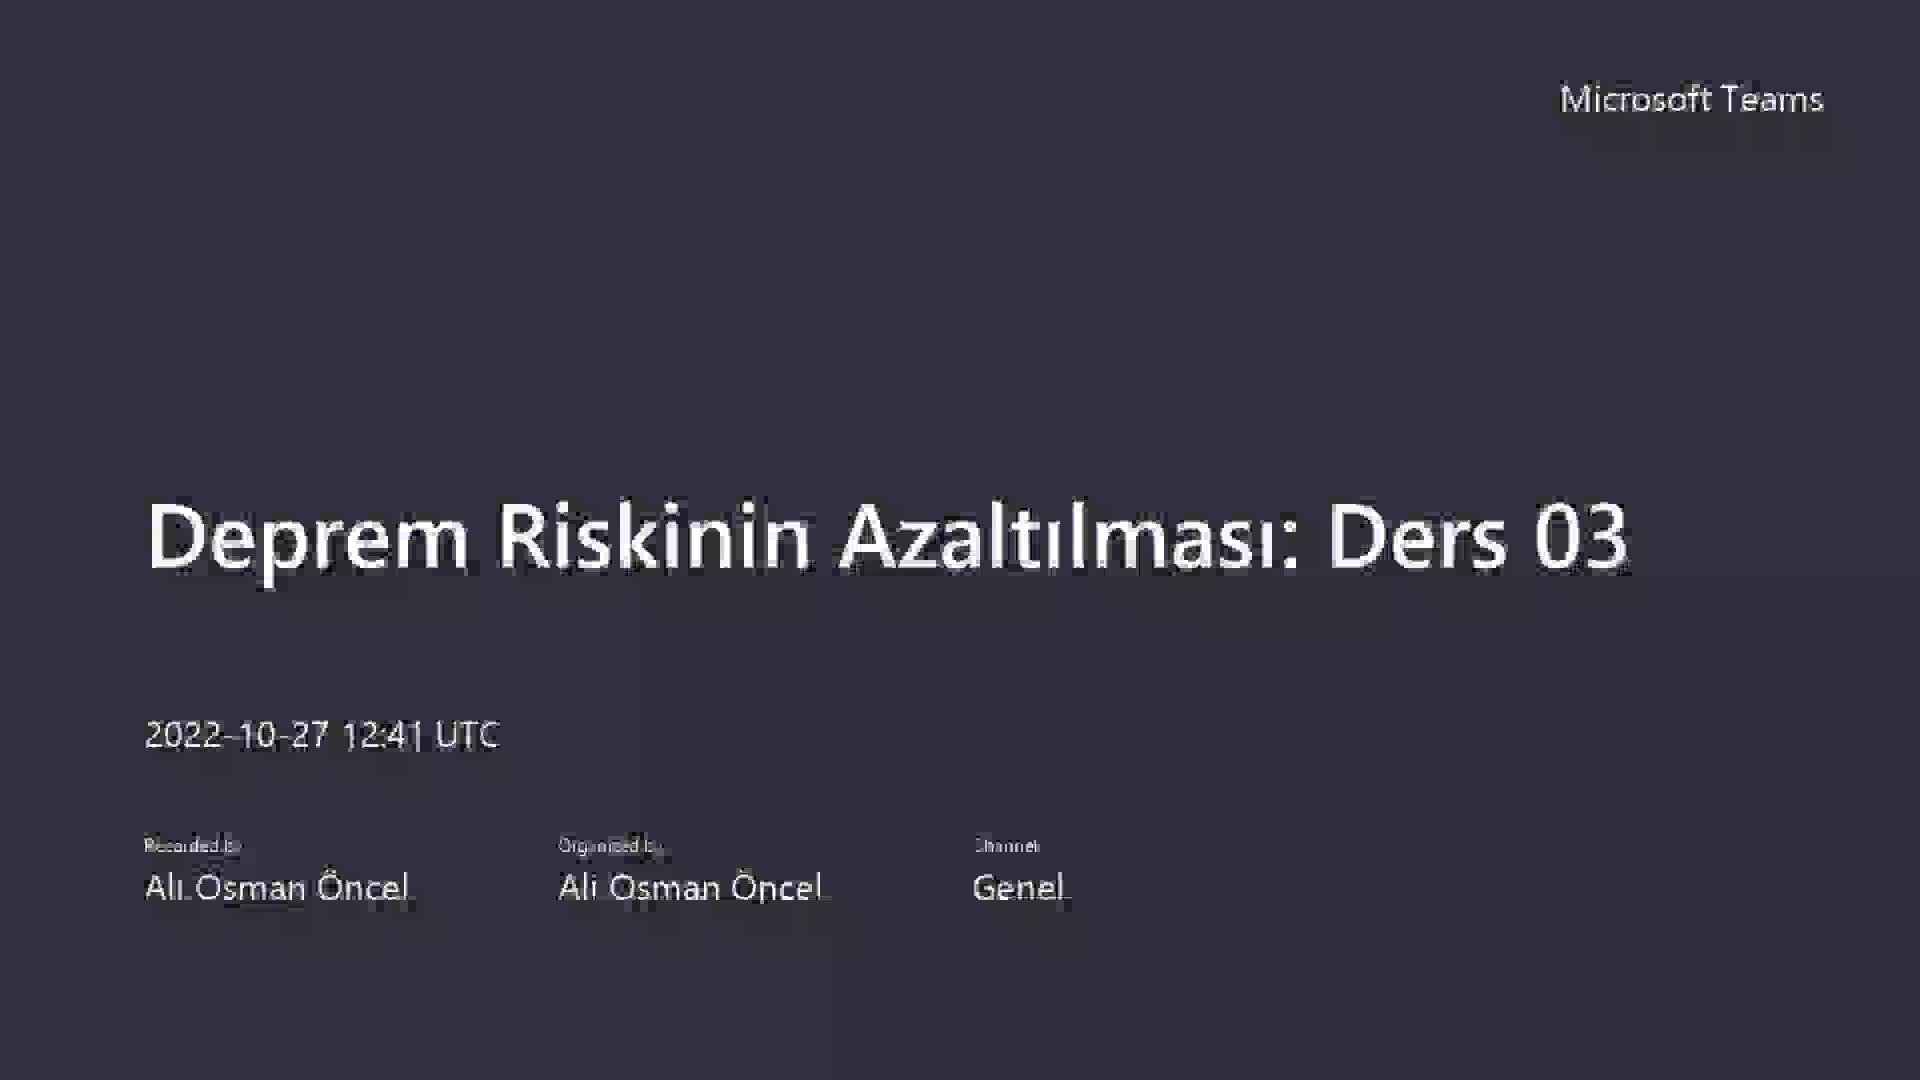 Microsoft Teams
Deprem Riskinin Azaltılması: Ders 03
2022-10-27 12:41 UTC
Recorded by
Organized by
Channel
Ali Osman Öncel
Ali Osman Öncel
Genel